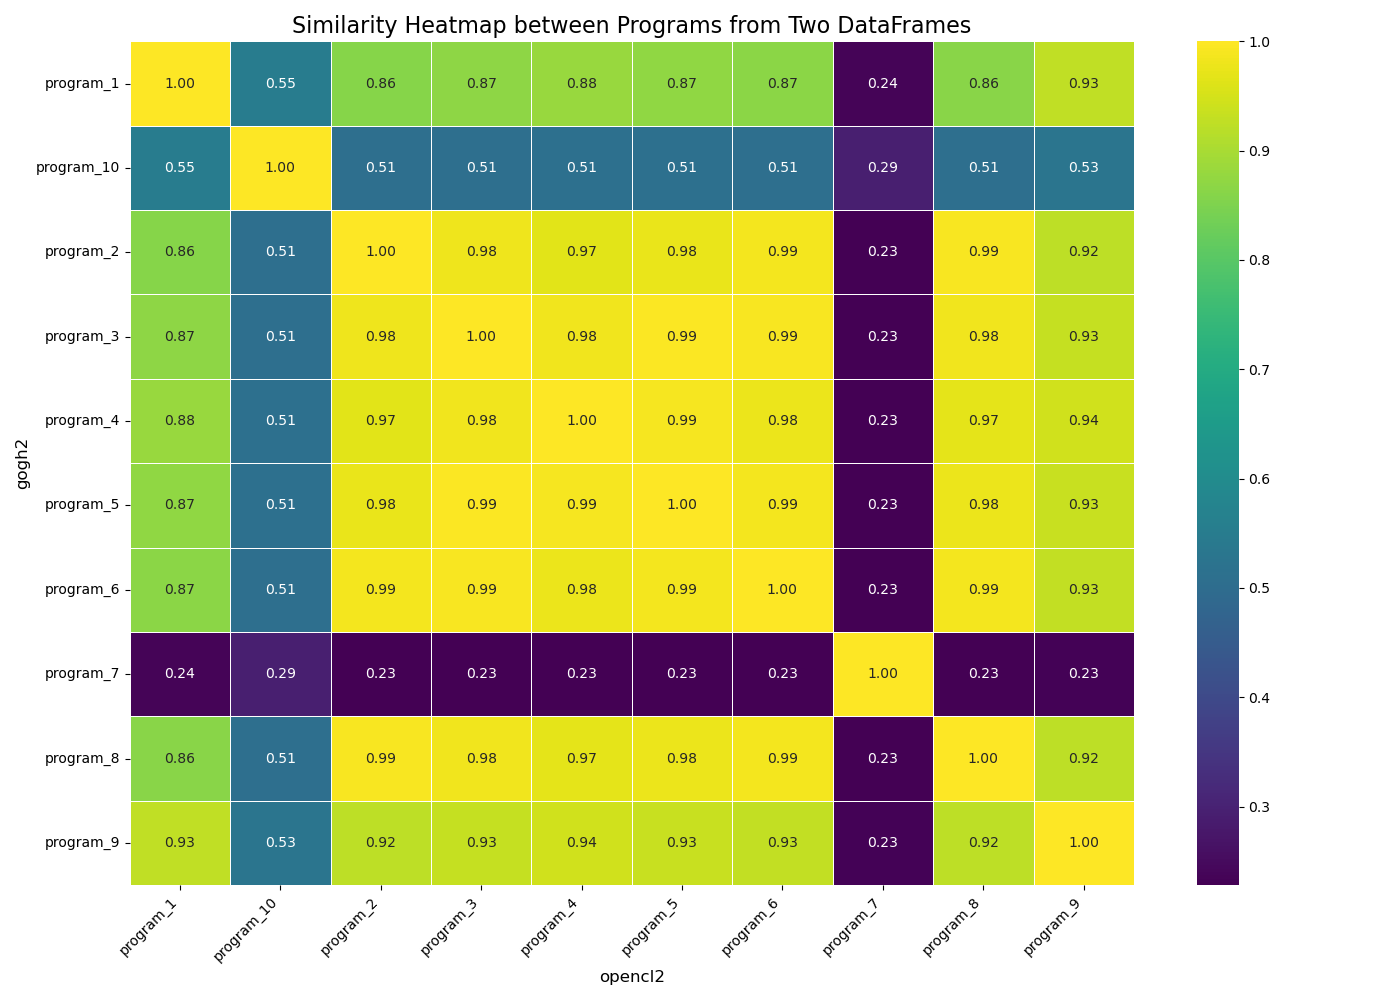 Similarity Heatmap between Programs from Two DataFrames
program_1 1.00 0.55 0.86 0.87 0.88 0.87 0.87 0.24 0.86 0.93
program_10 0.55 1.00 0.51 0.51 0.51 0.51 0.51 0.29 0.51 0.53
program_2 0.86 0.51 1.00 0.98 0.97 0.98 0.99 0.23 0.99 0.92
program_3 0.87 0.51 0.98 1.00 0.98 0.99 0.99 0.23 0.98 0.93
program_4 0.88 0.51 0.97 0.98 1.00 0.99 0.98 0.23 0.97 0.94
program_5 0.87 0.51 0.98 0.99 0.99 1.00 0.99 0.23 0.98 0.93
program_6 0.87 0.51 0.99 0.99 0.98 0.99 1.00 0.23 0.99 0.93
program_7 0.24 0.29 0.23 0.23 0.23 0.23 0.23 1.00 0.23 0.23
program_8 0.86 0.51 0.99 0.98 0.97 0.98 0.99 0.23 1.00 0.92
program_9 0.93 0.53 0.92 0.93 0.94 0.93 0.93 0.23 0.92 1.00
program_1 program_10 program_2 program_3 program_4 program_5 program_6 program_7 program_8 program_9
opencl2
gogh2
1.0
0.9
0.8
0.7
0.6
0.5
0.4
0.3